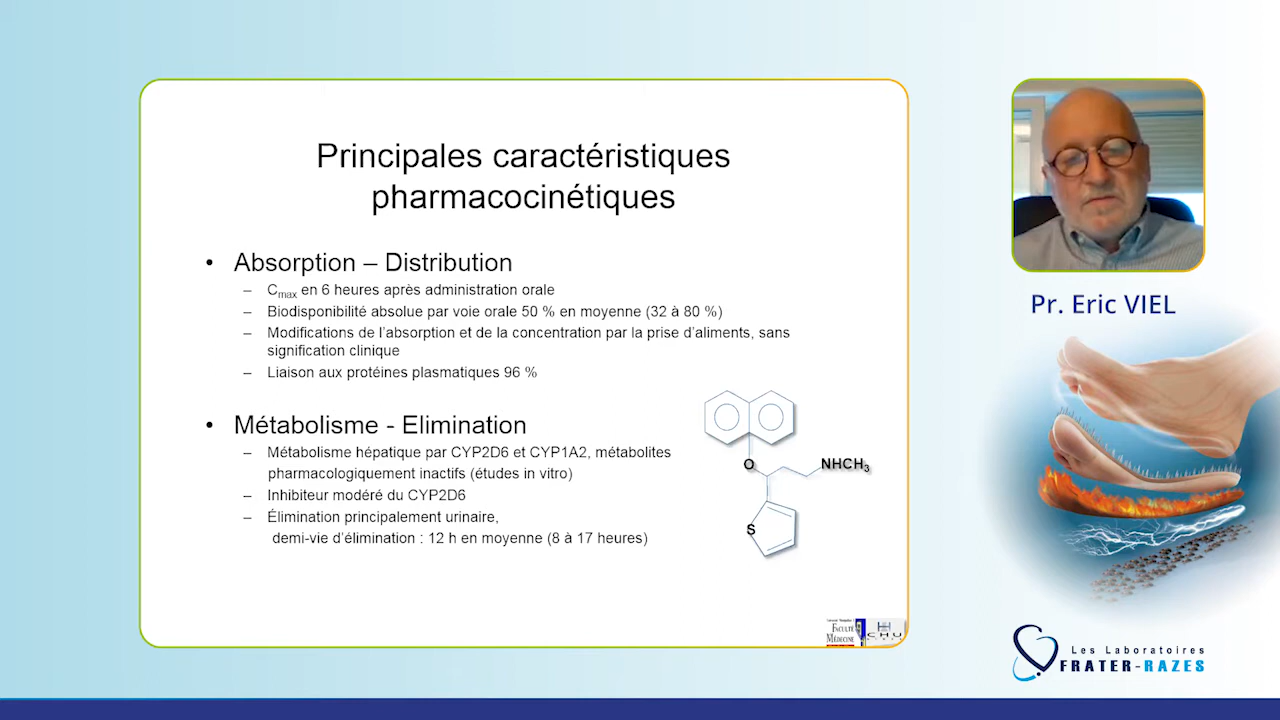 Principales caractéristiques
pharmacocinétiques
• Absorption – Distribution
– Cmax en 6 heures après administration orale
– Biodisponibilité absolue par voie orale 50 % en moyenne (32 à 80 %)
– Modifications de l'absorption et de la concentration par la prise d'aliments, sans
signification clinique
– Liaison aux protéines plasmatiques 96 %
• Métabolisme - Elimination
– Métabolisme hépatique par CYP2D6 et CYP1A2, métabolites
pharmacologiquement inactifs (études in vitro)
– Inhibiteur modéré du CYP2D6
– Élimination principalement urinaire,
demi-vie d'élimination : 12 h en moyenne (8 à 17 heures)
O
NHCH3
S
FACULTÉ
MÉDECINE
CHU
Pr. Eric VIEL
Les Laboratoires
FRATER-RAZES